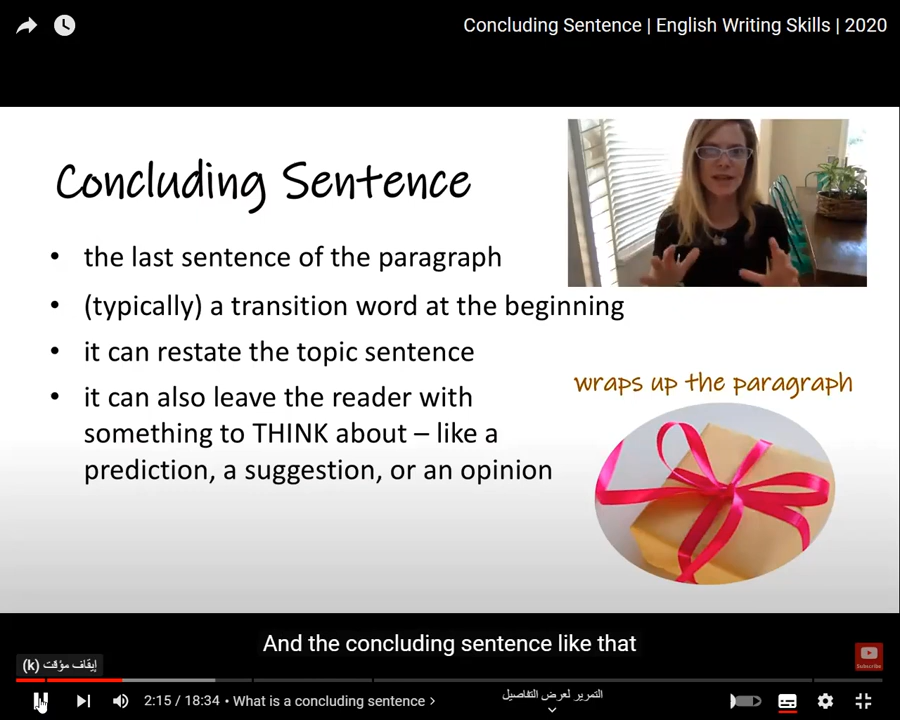 Concluding Sentence | English Writing Skills | 2020
Concluding Sentence
• the last sentence of the paragraph
• (typically) a transition word at the beginning
• it can restate the topic sentence
• it can also leave the reader with
something to THINK about – like a
prediction, a suggestion, or an opinion
wraps up the paragraph
And the concluding sentence like that
Subscribe
إيقاف مؤقت (k)
2:15 / 18:34 • What is a concluding sentence
التمرير لعرض التفاصيل